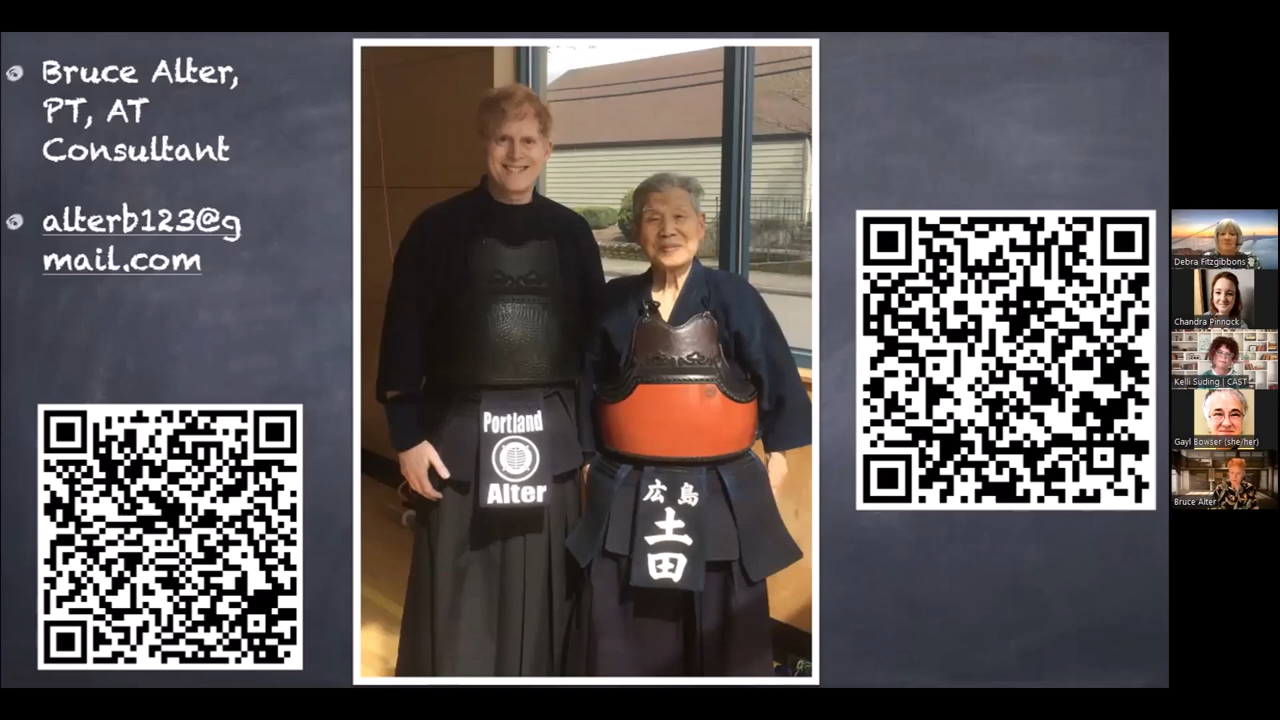 Bruce Alter,
PT, AT
Consultant
alterb123@g
mail.com
Portland
Alter
広島
土田
Debra Fitzgibbons
Chandra Pinnock
Kelli Suding | CAST
Gayl Bowser (she/her)
Bruce Alter